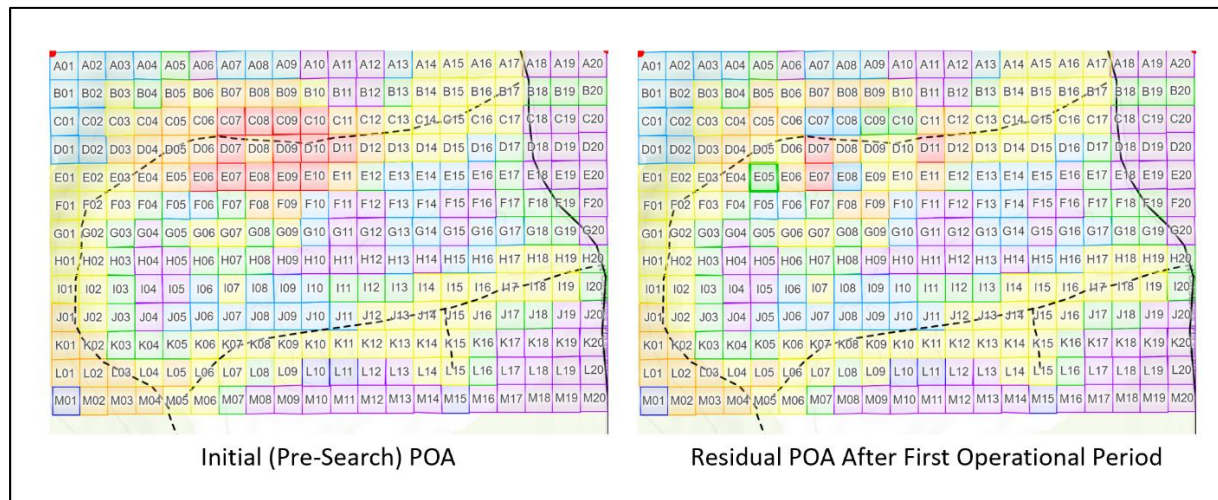 A01 A02 A03 A04 A05 A06 A07 A08 A09 A10 A11 A12 A13 A14 A15 A16 A17 A18 A19 A20
B01 B02 B03 B04 B05 B06 B07 B08 B09 B10 B11 B12 B13 B14 B15 B16 B17 B18 B19 B20
C01 C02 C03 C04 C05 C06 C07 C08 C09 C10 C11 C12 C13 C14 C15 C16 C17 C18 C19 C20
D01 D02 D03 D04 D05 D06 D07 D08 D09 D10 D11 D12 D13 D14 D15 D16 D17 D18 D19 D20
E01 E02 E03 E04 E05 E06 E07 E08 E09 E10 E11 E12 E13 E14 E15 E16 E17 E18 E19 E20
F01 F02 F03 F04 F05 F06 F07 F08 F09 F10 F11 F12 F13 F14 F15 F16 F17 F18 F19 F20
G01 G02 G03 G04 G05 G06 G07 G08 G09 G10 G11 G12 G13 G14 G15 G16 G17 G18 G19 G20
H01 H02 H03 H04 H05 H06 H07 H08 H09 H10 H11 H12 H13 H14 H15 H16 H17 H18 H19 H20
I01 I02 I03 I04 I05 I06 I07 I08 I09 I10 I11 I12 I13 I14 I15 I16 I17 I18 I19 I20
J01 J02 J03 J04 J05 J06 J07 J08 J09 J10 J11 J12 J13 J14 J15 J16 J17 J18 J19 J20
K01 K02 K03 K04 K05 K06 K07 K08 K09 K10 K11 K12 K13 K14 K15 K16 K17 K18 K19 K20
L01 L02 L03 L04 L05 L06 L07 L08 L09 L10 L11 L12 L13 L14 L15 L16 L17 L18 L19 L20
M01 M02 M03 M04 M05 M06 M07 M08 M09 M10 M11 M12 M13 M14 M15 M16 M17 M18 M19 M20
Initial (Pre-Search) POA
A01 A02 A03 A04 A05 A06 A07 A08 A09 A10 A11 A12 A13 A14 A15 A16 A17 A18 A19 A20
B01 B02 B03 B04 B05 B06 B07 B08 B09 B10 B11 B12 B13 B14 B15 B16 B17 B18 B19 B20
C01 C02 C03 C04 C05 C06 C07 C08 C09 C10 C11 C12 C13 C14 C15 C16 C17 C18 C19 C20
D01 D02 D03 D04 D05 D06 D07 D08 D09 D10 D11 D12 D13 D14 D15 D16 D17 D18 D19 D20
E01 E02 E03 E04 E05 E06 E07 E08 E09 E10 E11 E12 E13 E14 E15 E16 E17 E18 E19 E20
F01 F02 F03 F04 F05 F06 F07 F08 F09 F10 F11 F12 F13 F14 F15 F16 F17 F18 F19 F20
G01 G02 G03 G04 G05 G06 G07 G08 G09 G10 G11 G12 G13 G14 G15 G16 G17 G18 G19 G20
H01 H02 H03 H04 H05 H06 H07 H08 H09 H10 H11 H12 H13 H14 H15 H16 H17 H18 H19 H20
I01 I02 I03 I04 I05 I06 I07 I08 I09 I10 I11 I12 I13 I14 I15 I16 I17 I18 I19 I20
J01 J02 J03 J04 J05 J06 J07 J08 J09 J10 J11 J12 J13 J14 J15 J16 J17 J18 J19 J20
K01 K02 K03 K04 K05 K06 K07 K08 K09 K10 K11 K12 K13 K14 K15 K16 K17 K18 K19 K20
L01 L02 L03 L04 L05 L06 L07 L08 L09 L10 L11 L12 L13 L14 L15 L16 L17 L18 L19 L20
M01 M02 M03 M04 M05 M06 M07 M08 M09 M10 M11 M12 M13 M14 M15 M16 M17 M18 M19 M20
Residual POA After First Operational Period